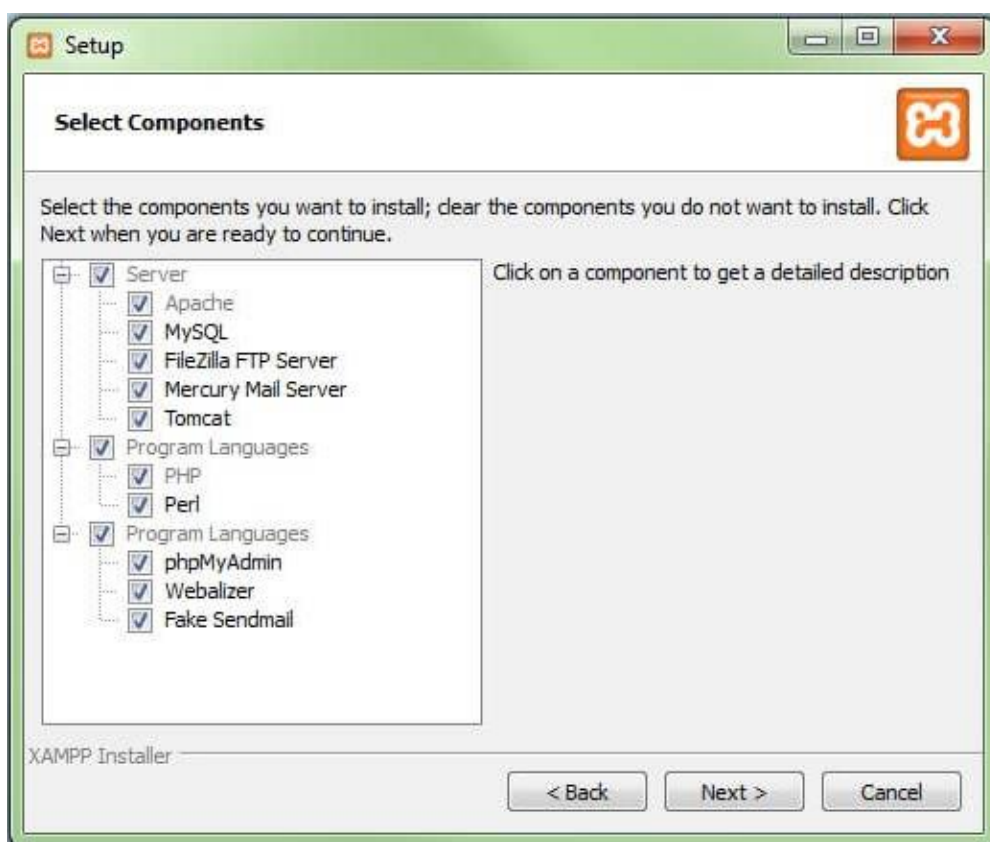 Setup
Select Components
Select the components you want to install; clear the components you do not want to install. Click
Next when you are ready to continue.
Server
Apache
MySQL
FileZilla FTP Server
Mercury Mail Server
Tomcat
Program Languages
PHP
Perl
Program Languages
phpMyAdmin
Webalizer
Fake Sendmail
Click on a component to get a detailed description
XAMPP Installer
< Back
Next >
Cancel